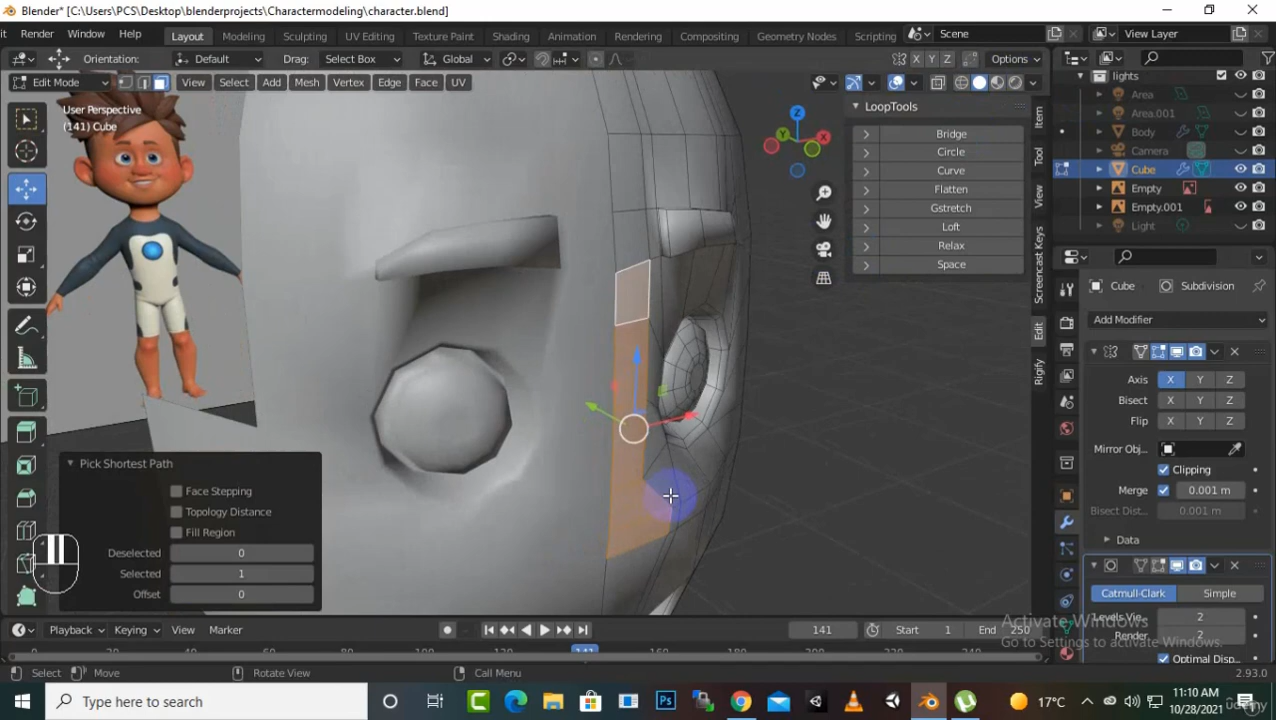 Blender* [C:\Users\PCS\Desktop\blenderprojects\Charactermodeling\character.blend]
it Render Window Help Layout Modeling Sculpting UV Editing Texture Paint Shading Animation Rendering Compositing Geometry Nodes Scripting Scene View Layer
Orientation: Default Drag: Select Box Global X Y Z Options
Edit Mode View Select Add Mesh Vertex Edge Face UV
User Perspective
(141) Cube
LoopTools
Bridge
Circle
Curve
Flatten
Gstretch
Loft
Relax
Space
Item
Tool
View
Screencast Keys
Edit
Rigify
Z
Y
X
lights
Area
Area.001
Body
Camera
Cube
Empty
Empty.001
Light
Cube Subdivision
Add Modifier
Axis X Y Z
Bisect X Y Z
Flip X Y Z
Mirror Obj...
Clipping
Merge 0.001 m
Bisect Dist... 0.001 m
Data
Catmull-Clark Simple
Levels Vie... 2
Render 2
Optimal Disp...
Pick Shortest Path
Face Stepping
Topology Distance
Fill Region
Deselected 0
Selected 1
Offset 0
Activate Windows
Go to Settings to activate Windows.
Playback Keying View Marker 141 Start 1 End 250
141
Select Move Rotate View Call Menu 2.93.0
Type here to search 17°C 11:10 AM
10/28/2021
Udemy